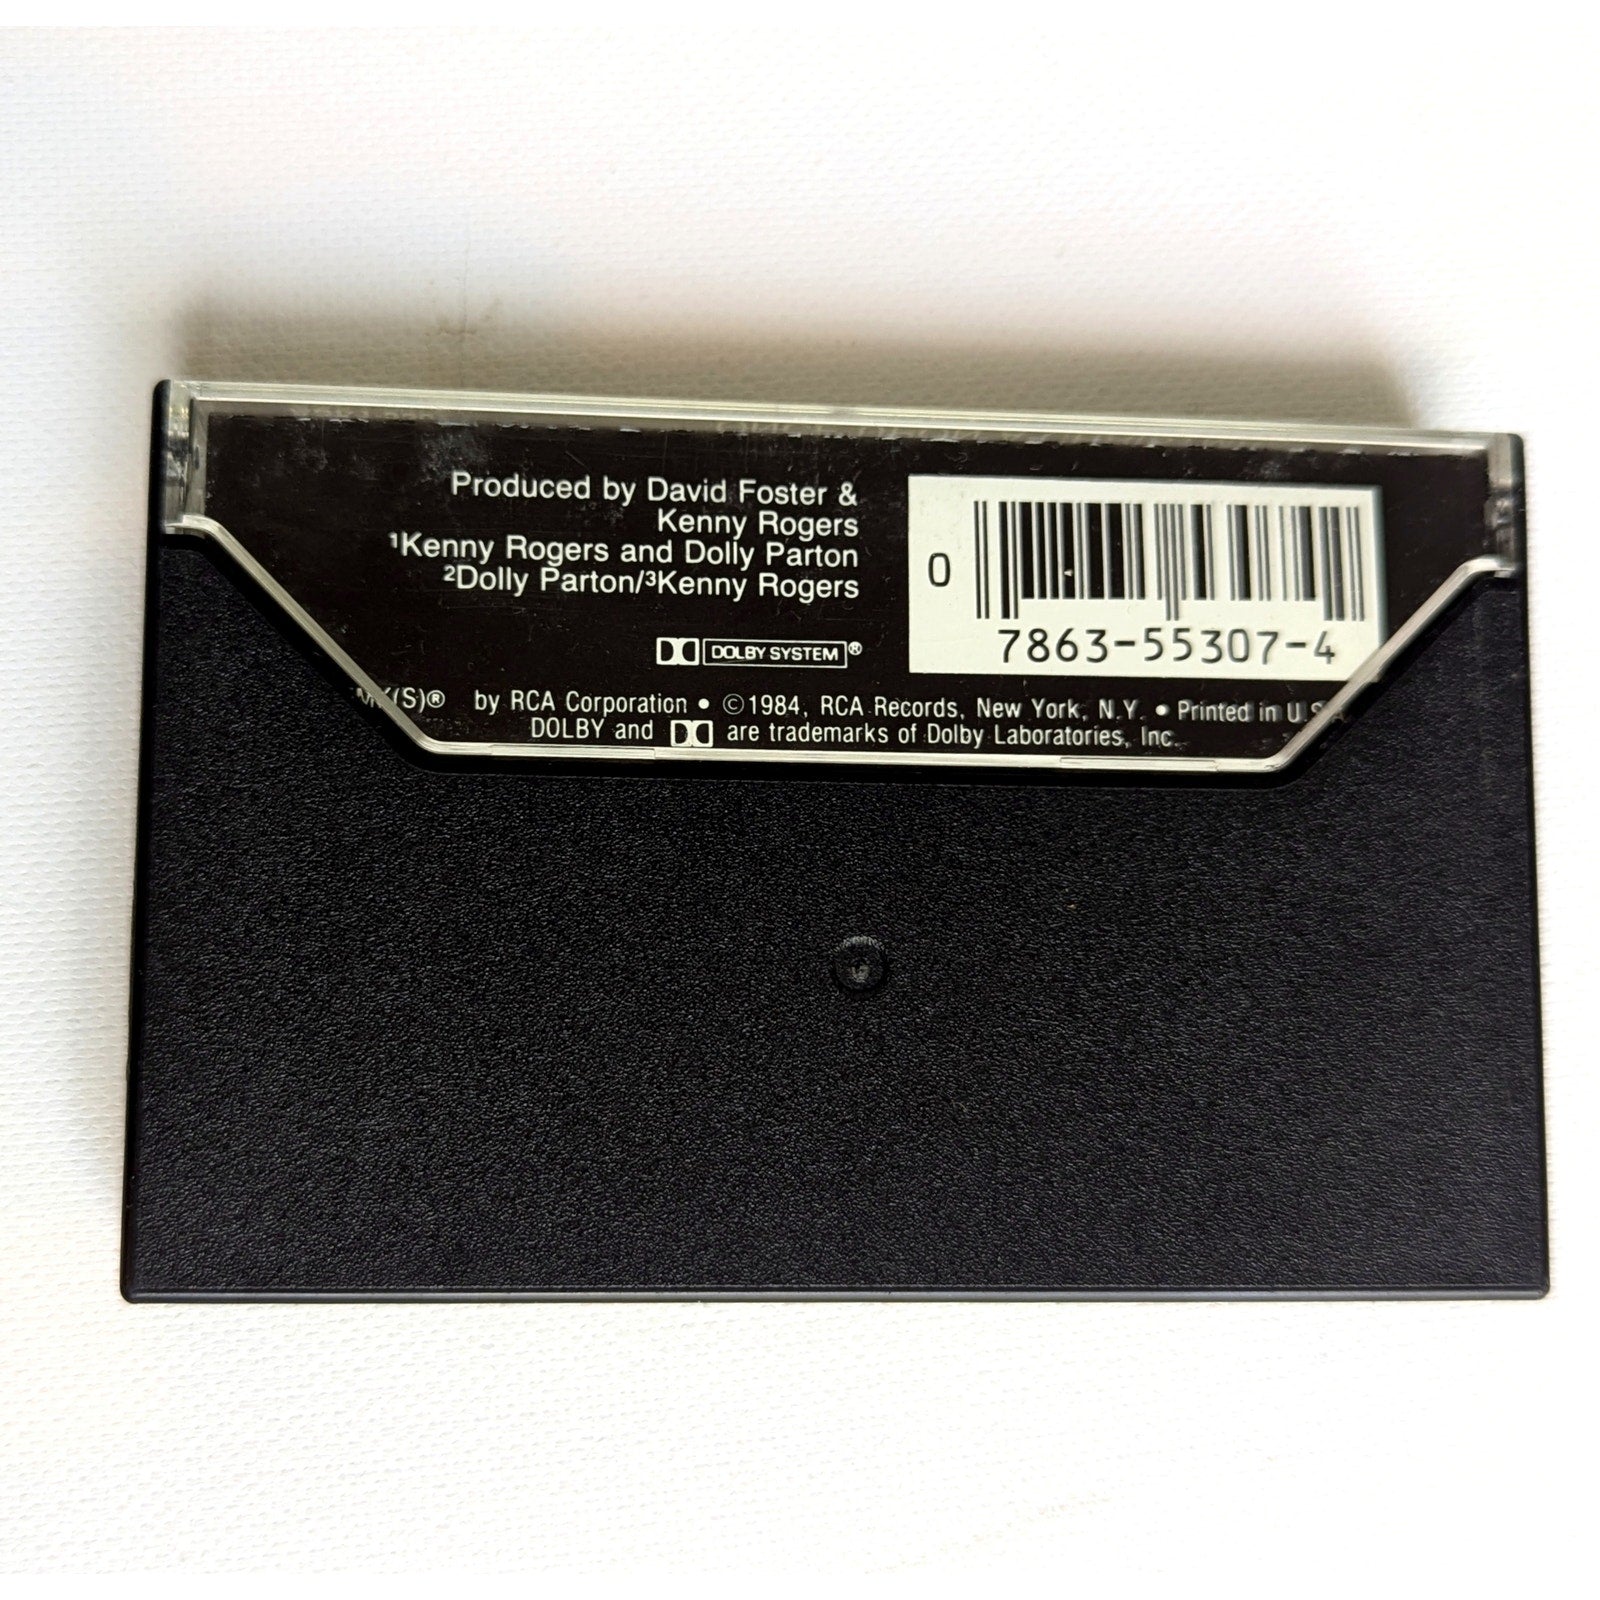 Produced by David Foster &
Kenny Rogers
¹Kenny Rogers and Dolly Parton
²Dolly Parton/³Kenny Rogers
DOLBY SYSTEM®
0
7863-55307-4
(S)® by RCA Corporation • ©1984, RCA Records, New York, N.Y. • Printed in U.S.A.
DOLBY and are trademarks of Dolby Laboratories, Inc.